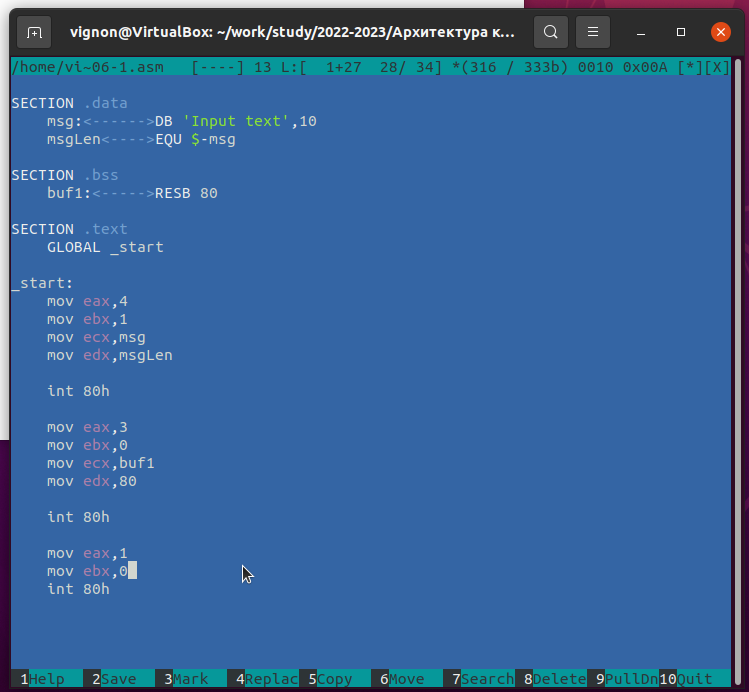 vignon@VirtualBox: ~/work/study/2022-2023/Архитектура к...
/home/vi~06-1.asm   [----] 13 L:[  1+27  28/ 34] *(316 / 333b) 0010 0x00A [*][X]
SECTION .data
    msg:<------>DB 'Input text',10
    msgLen<---->EQU $-msg
SECTION .bss
    buf1:<----->RESB 80
SECTION .text
    GLOBAL _start
_start:
    mov eax,4
    mov ebx,1
    mov ecx,msg
    mov edx,msgLen
    int 80h
    mov eax,3
    mov ebx,0
    mov ecx,buf1
    mov edx,80
    int 80h
    mov eax,1
    mov ebx,0
    int 80h
1Help  2Save  3Mark  4Replac 5Copy  6Move  7Search 8Delete 9PullDn 10Quit